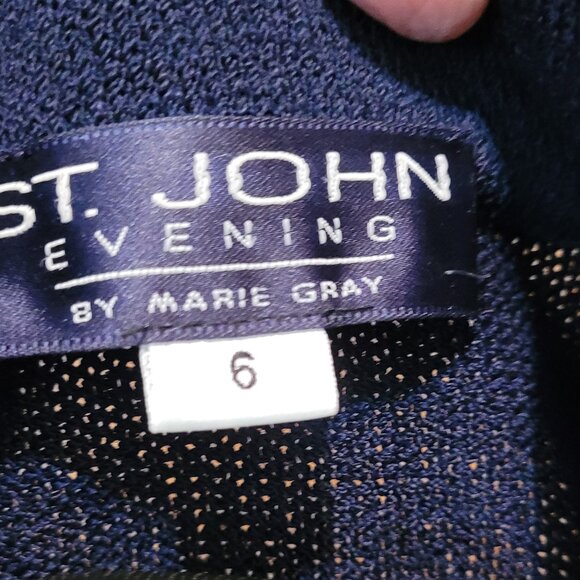 ST. JOHN
EVENING
BY MARIE GRAY
6